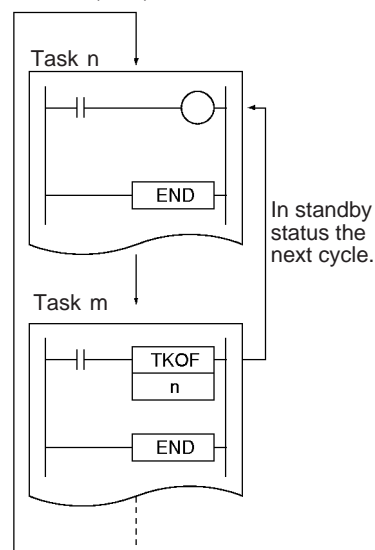 Task n
END
In standby
status the
next cycle.
Task m
TKOF
n
END